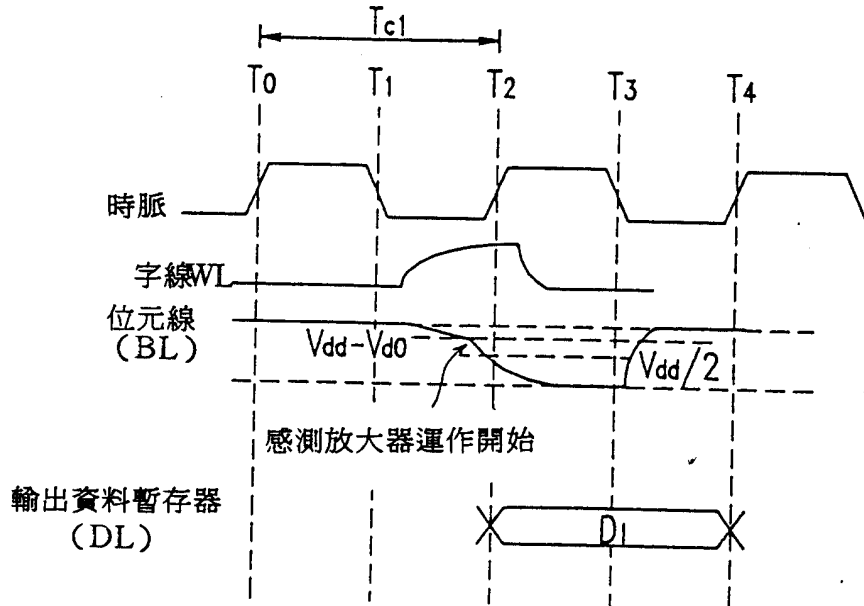 Tc1
T0 T1 T2 T3 T4
時脈
字線WL
位元線
(BL)
Vdd-Vd0
Vdd/2
感測放大器運作開始
輸出資料暫存器
(DL)
D1